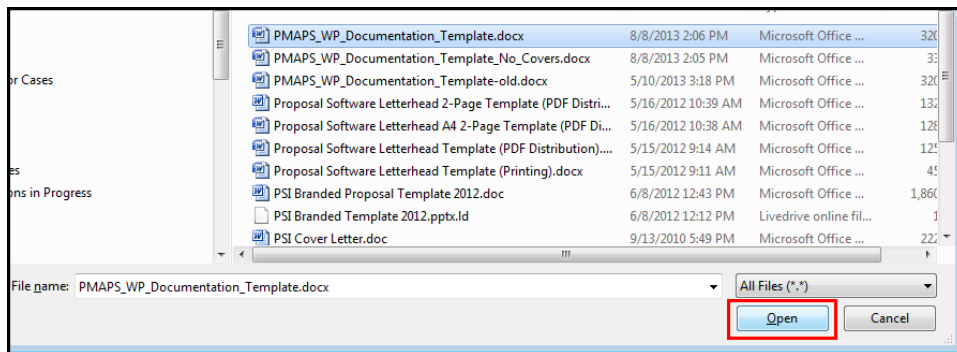 PMAPS_WP_Documentation_Template.docx 8/8/2013 2:06 PM Microsoft Office ... 320
PMAPS_WP_Documentation_Template_No_Covers.docx 8/8/2013 2:05 PM Microsoft Office ... 33
or Cases PMAPS_WP_Documentation_Template-old.docx 5/10/2013 3:18 PM Microsoft Office ... 320
Proposal Software Letterhead 2-Page Template (PDF Distri... 5/16/2012 10:39 AM Microsoft Office ... 132
Proposal Software Letterhead A4 2-Page Template (PDF Di... 5/16/2012 10:38 AM Microsoft Office ... 128
Proposal Software Letterhead Template (PDF Distribution).... 5/15/2012 9:14 AM Microsoft Office ... 125
es Proposal Software Letterhead Template (Printing).docx 5/15/2012 9:11 AM Microsoft Office ... 45
ons in Progress PSI Branded Proposal Template 2012.doc 6/8/2012 12:43 PM Microsoft Office ... 1,860
PSI Branded Template 2012.pptx.ld 6/8/2012 12:12 PM Livedrive online fil... 1
PSI Cover Letter.doc 9/13/2010 5:49 PM Microsoft Office ... 222
File name: PMAPS_WP_Documentation_Template.docx All Files (*.*)
Open Cancel